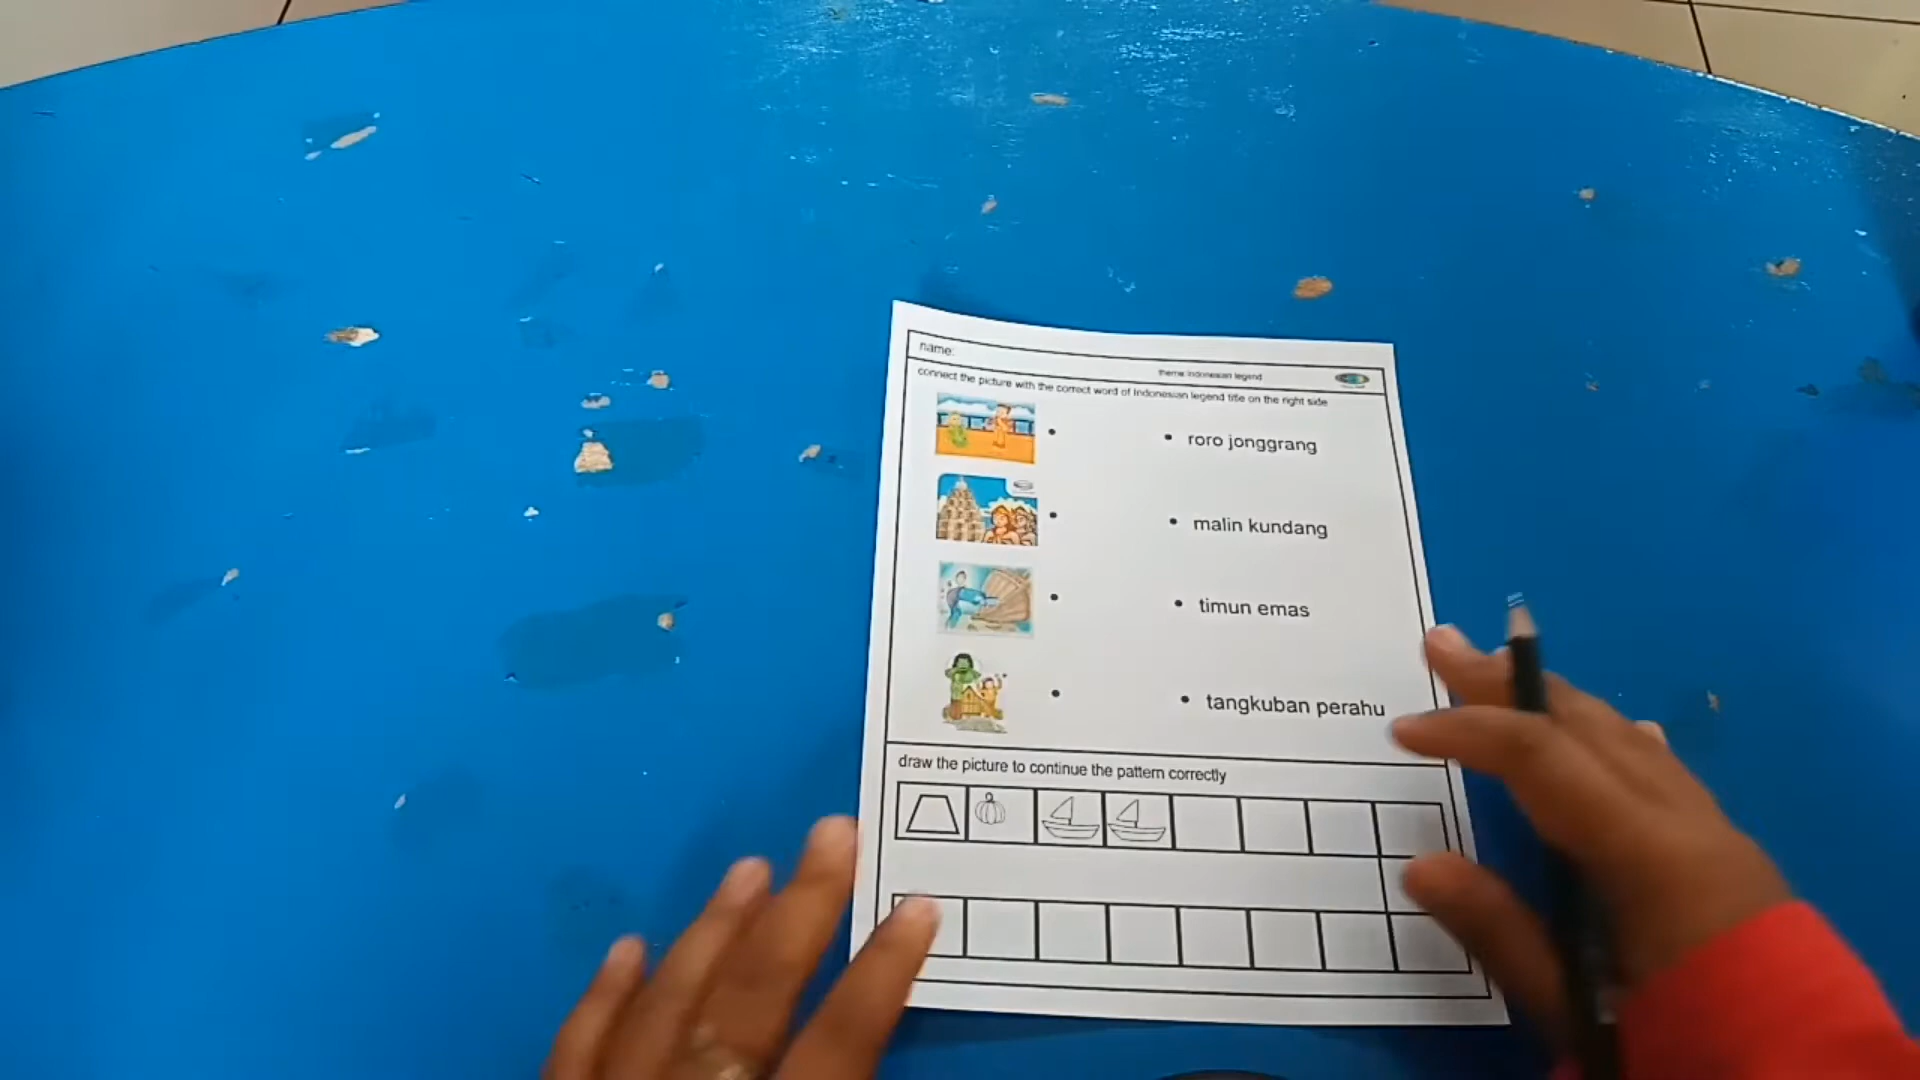 name:
theme: indonesian legend
connect the picture with the correct word of Indonesian legend title on the right side
• roro jonggrang
• malin kundang
• timun emas
• tangkuban perahu
draw the picture to continue the pattern correctly